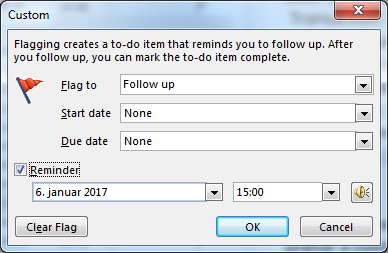 Custom
Flagging creates a to-do item that reminds you to follow up. After
you follow up, you can mark the to-do item complete.
Flag to Follow up
Start date None
Due date None
Reminder
6. januar 2017 15:00
Clear Flag OK Cancel